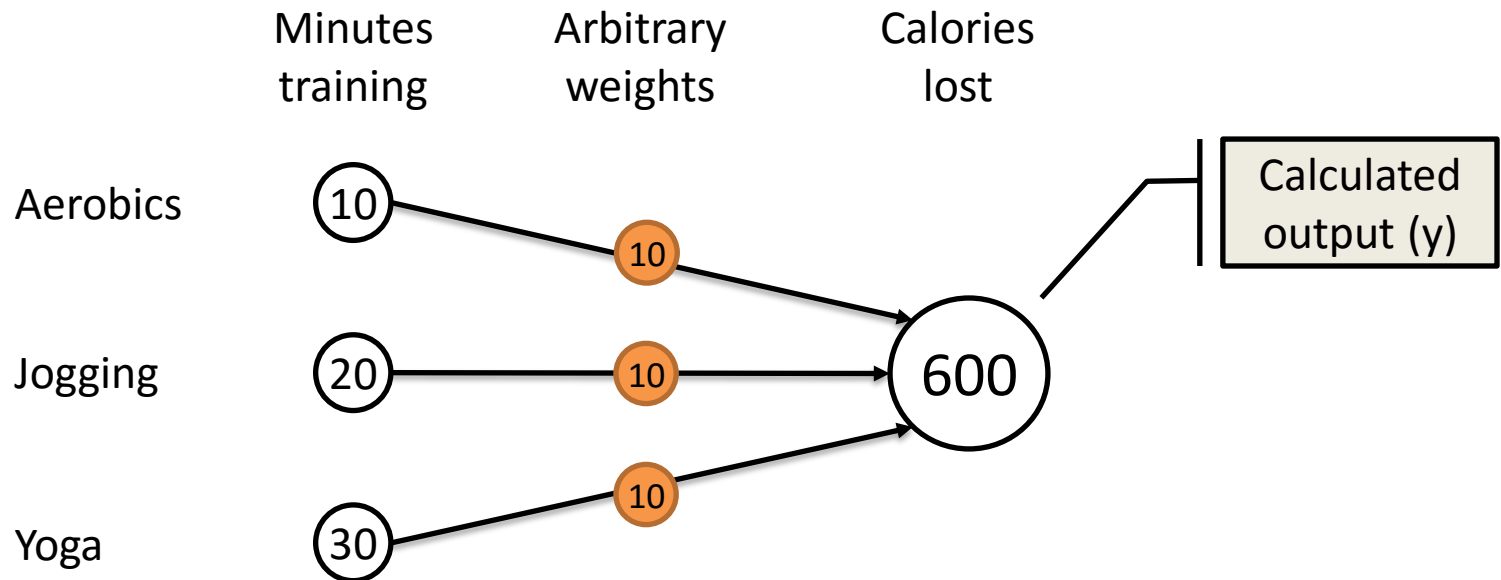 Minutes
training
Arbitrary
weights
Calories
lost
Calculated
output (y)
Aerobics
10
10
Jogging
20
10
600
Yoga
30
10